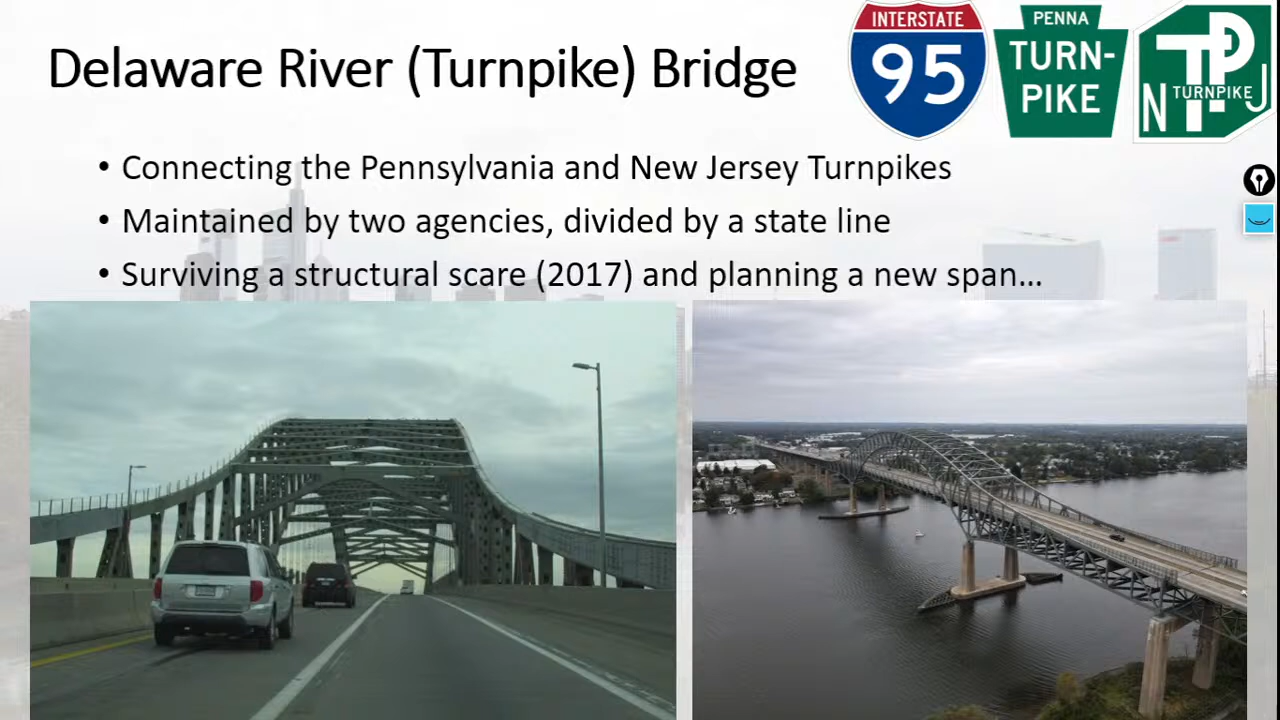 Delaware River (Turnpike) Bridge
INTERSTATE
95
PENNA
TURN-
PIKE
TP
N TURNPIKE J
• Connecting the Pennsylvania and New Jersey Turnpikes
• Maintained by two agencies, divided by a state line
• Surviving a structural scare (2017) and planning a new span...